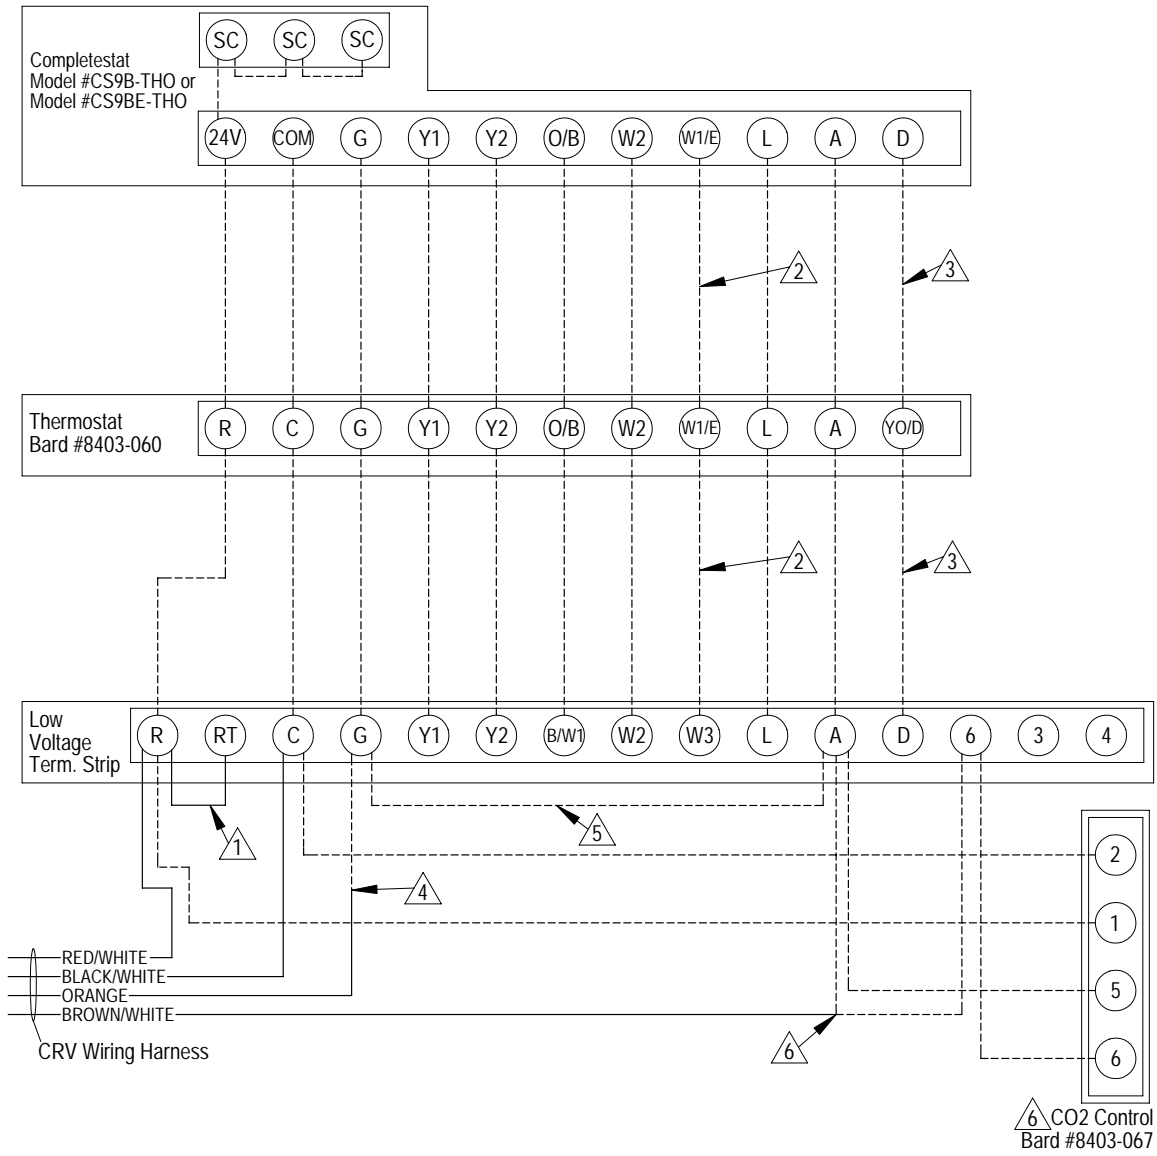 SC SC SC
Completestat
Model #CS9B-THO or
Model #CS9BE-THO
24V COM G Y1 Y2 O/B W2 W1/E L A D
2 3
Thermostat
Bard #8403-060
R C G Y1 Y2 O/B W2 W1/E L A YO/D
2 3
Low
Voltage
Term. Strip
R RT C G Y1 Y2 B/W1 W2 W3 L A D 6 3 4
1 5
2
4
1
RED/WHITE
BLACK/WHITE
ORANGE
5
BROWN/WHITE
CRV Wiring Harness
6
6
6 CO2 Control
Bard #8403-067